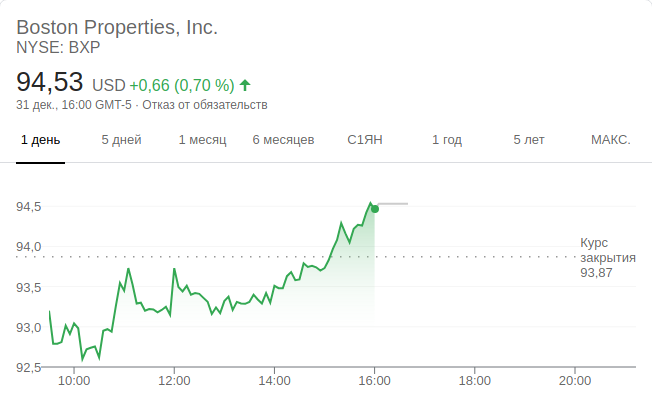 Boston Properties, Inc.
NYSE: BXP
94,53 USD +0,66 (0,70 %)
31 дек., 16:00 GMT-5 · Отказ от обязательств
1 день 5 дней 1 месяц 6 месяцев С1ЯН 1 год 5 лет МАКС.
94,5
94,0
93,5
93,0
92,5
Курс
закрытия
93,87
10:00 12:00 14:00 16:00 18:00 20:00